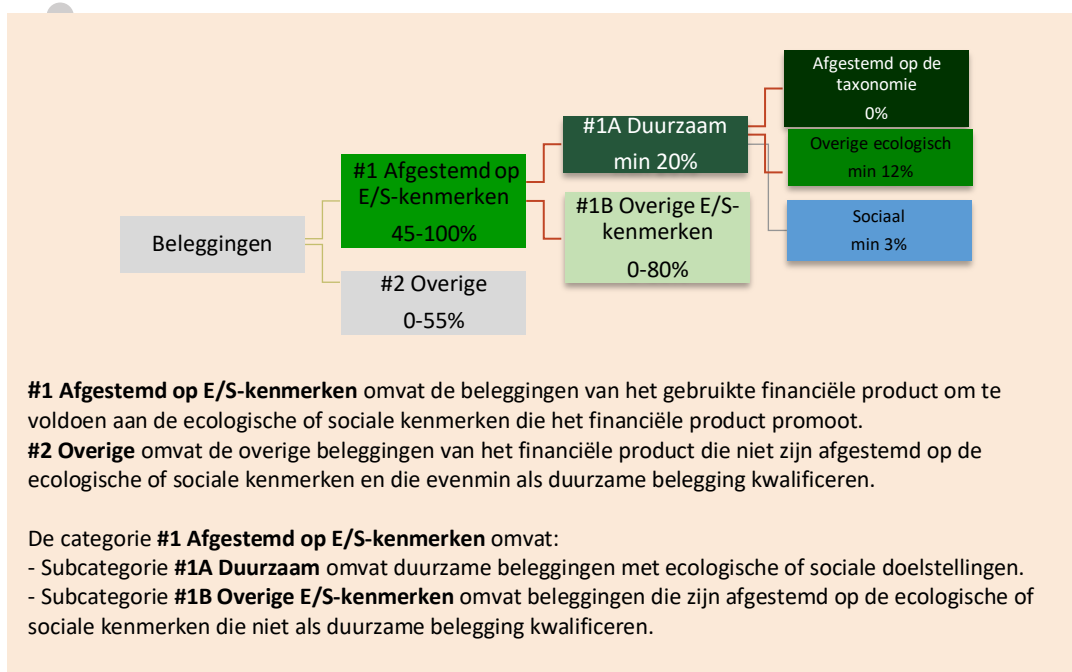 Afgestemd op de
taxonomie
0%
#1A Duurzaam
min 20%
Overige ecologisch
min 12%
#1 Afgestemd op
E/S-kenmerken
45-100%
#1B Overige E/S-
kenmerken
0-80%
Sociaal
min 3%
Beleggingen
#2 Overige
0-55%
#1 Afgestemd op E/S-kenmerken omvat de beleggingen van het gebruikte financiële product om te
voldoen aan de ecologische of sociale kenmerken die het financiële product promoot.
#2 Overige omvat de overige beleggingen van het financiële product die niet zijn afgestemd op de
ecologische of sociale kenmerken en die evenmin als duurzame belegging kwalificeren.
De categorie #1 Afgestemd op E/S-kenmerken omvat:
- Subcategorie #1A Duurzaam omvat duurzame beleggingen met ecologische of sociale doelstellingen.
- Subcategorie #1B Overige E/S-kenmerken omvat beleggingen die zijn afgestemd op de ecologische of
sociale kenmerken die niet als duurzame belegging kwalificeren.